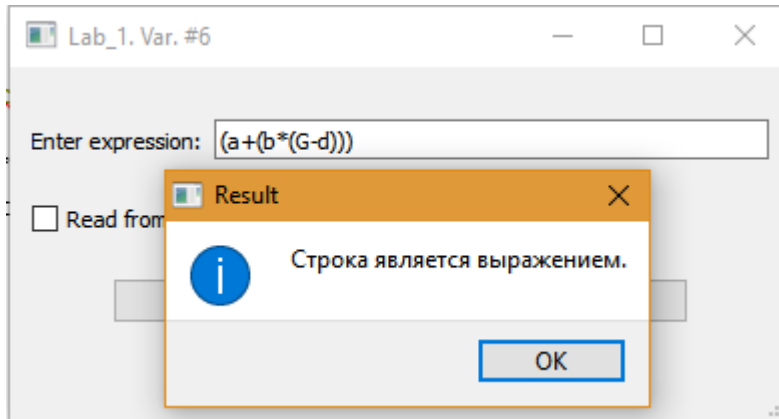 Lab_1. Var. #6
Enter expression: (a+(b*(G-d)))
Result
Read from
Строка является выражением.
OK